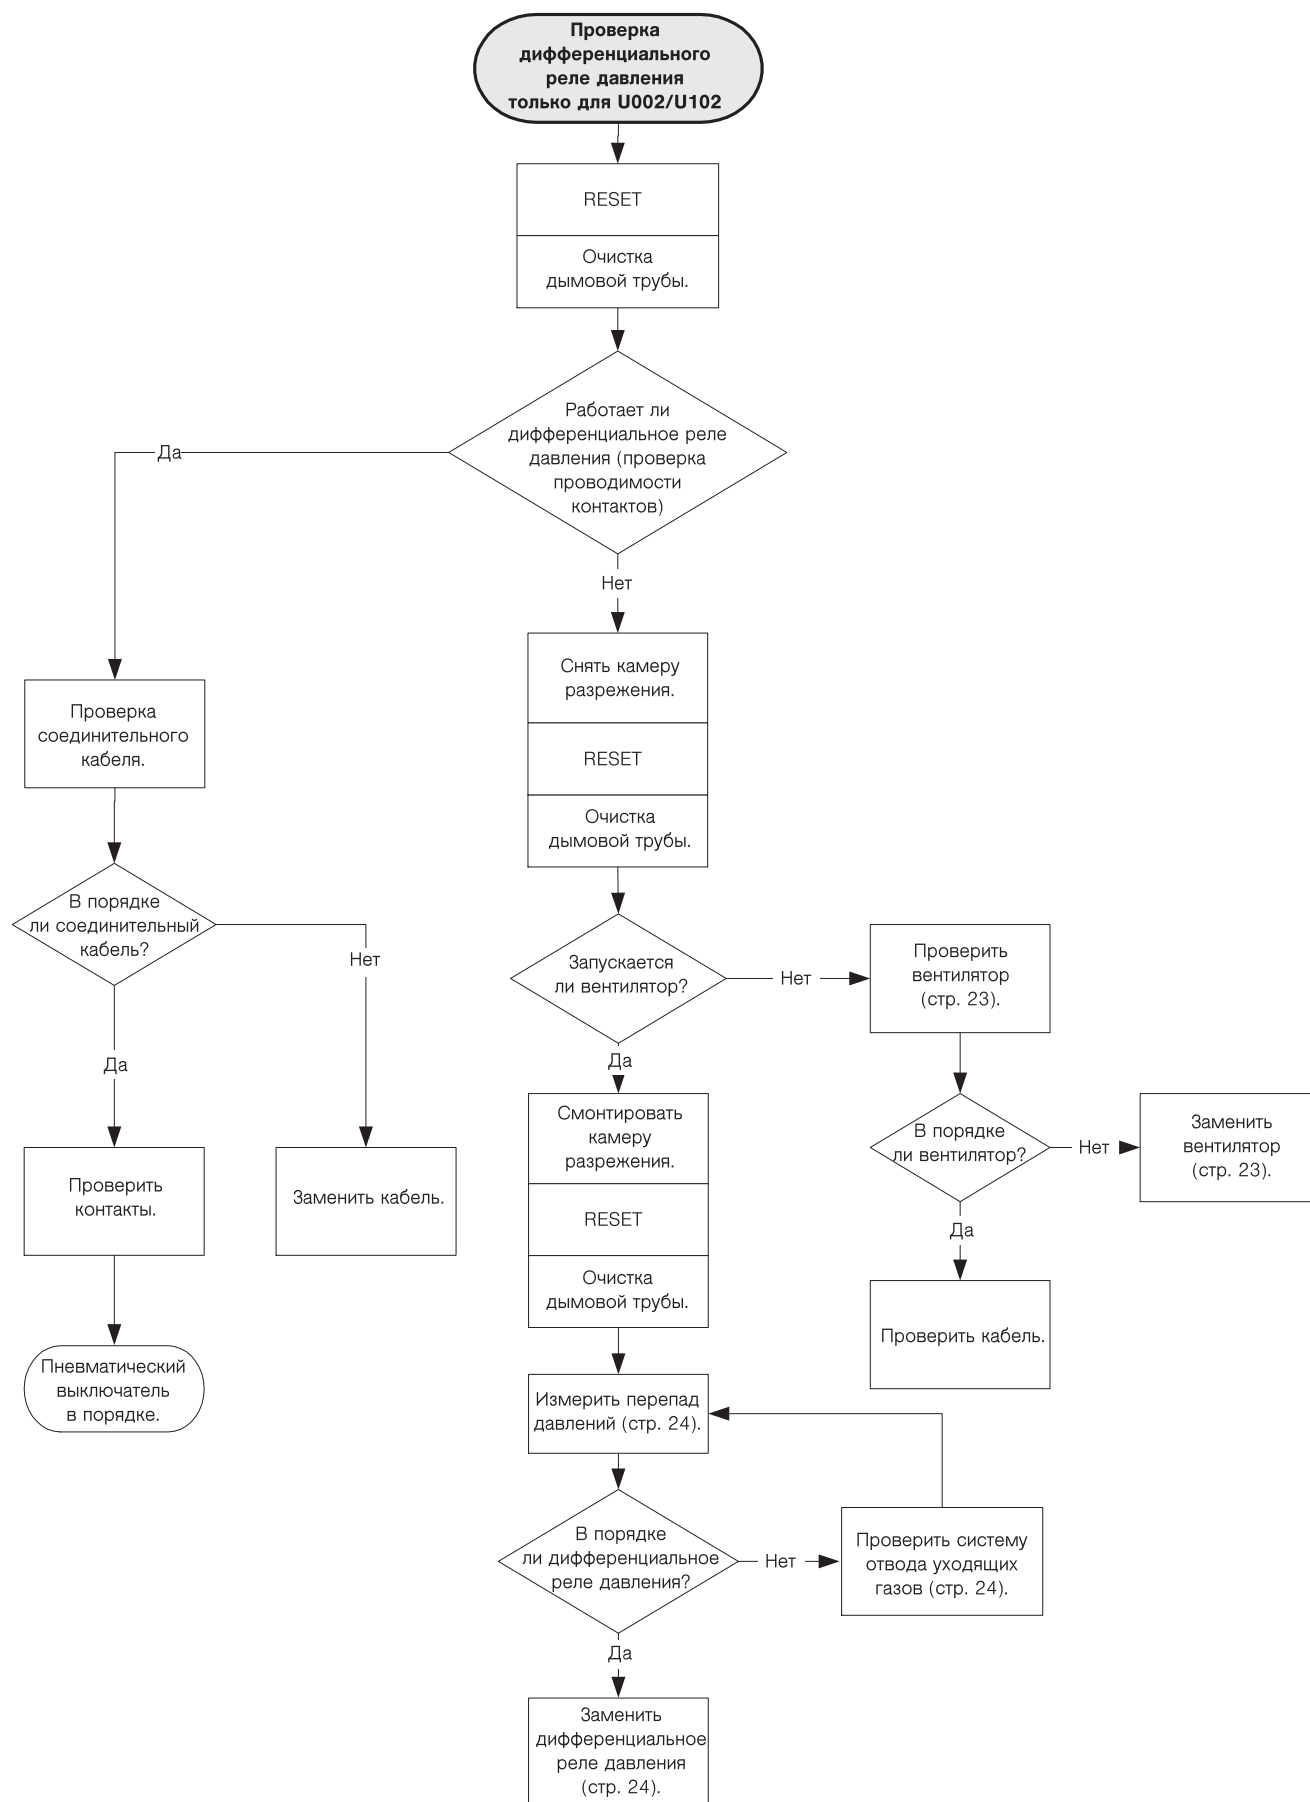 Проверка
дифференциального
реле давления
только для U002/U102
RESET
Очистка
дымовой трубы.
Работает ли
дифференциальное реле
давления (проверка
проводимости
контактов)
Да
Нет
Снять камеру
разрежения.
RESET
Очистка
дымовой трубы.
Проверка
соединительного
кабеля.
В порядке
ли соединительный
кабель?
Нет
Да
Проверить
контакты.
Заменить кабель.
Пневматический
выключатель
в порядке.
Запускается
ли вентилятор?
Нет
Проверить
вентилятор
(стр. 23).
Да
В порядке
ли вентилятор?
Нет
Заменить
вентилятор
(стр. 23).
Да
Проверить кабель.
Смонтировать
камеру
разрежения.
RESET
Очистка
дымовой трубы.
Измерить перепад
давлений (стр. 24).
В порядке
ли дифференциальное
реле давления?
Нет
Проверить систему
отвода уходящих
газов (стр. 24).
Да
Заменить
дифференциальное
реле давления
(стр. 24).